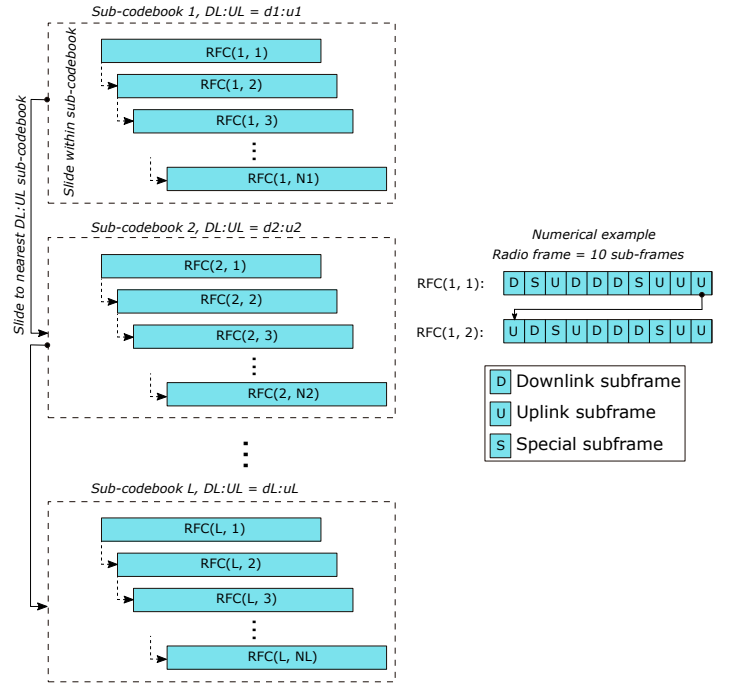 Sub-codebook 1, DL:UL = d1:u1
Slide to nearest DL:UL sub-codebook
Slide within sub-codebook
RFC(1, 1)
RFC(1, 2)
RFC(1, 3)
RFC(1, N1)
Sub-codebook 2, DL:UL = d2:u2
RFC(2, 1)
RFC(2, 2)
RFC(2, 3)
RFC(2, N2)
Sub-codebook L, DL:UL = dL:uL
RFC(L, 1)
RFC(L, 2)
RFC(L, 3)
RFC(L, NL)
Numerical example
Radio frame = 10 sub-frames
RFC(1, 1): D S U D D D S U U U
RFC(1, 2): U D S U D D D S U U
D Downlink subframe
U Uplink subframe
S Special subframe